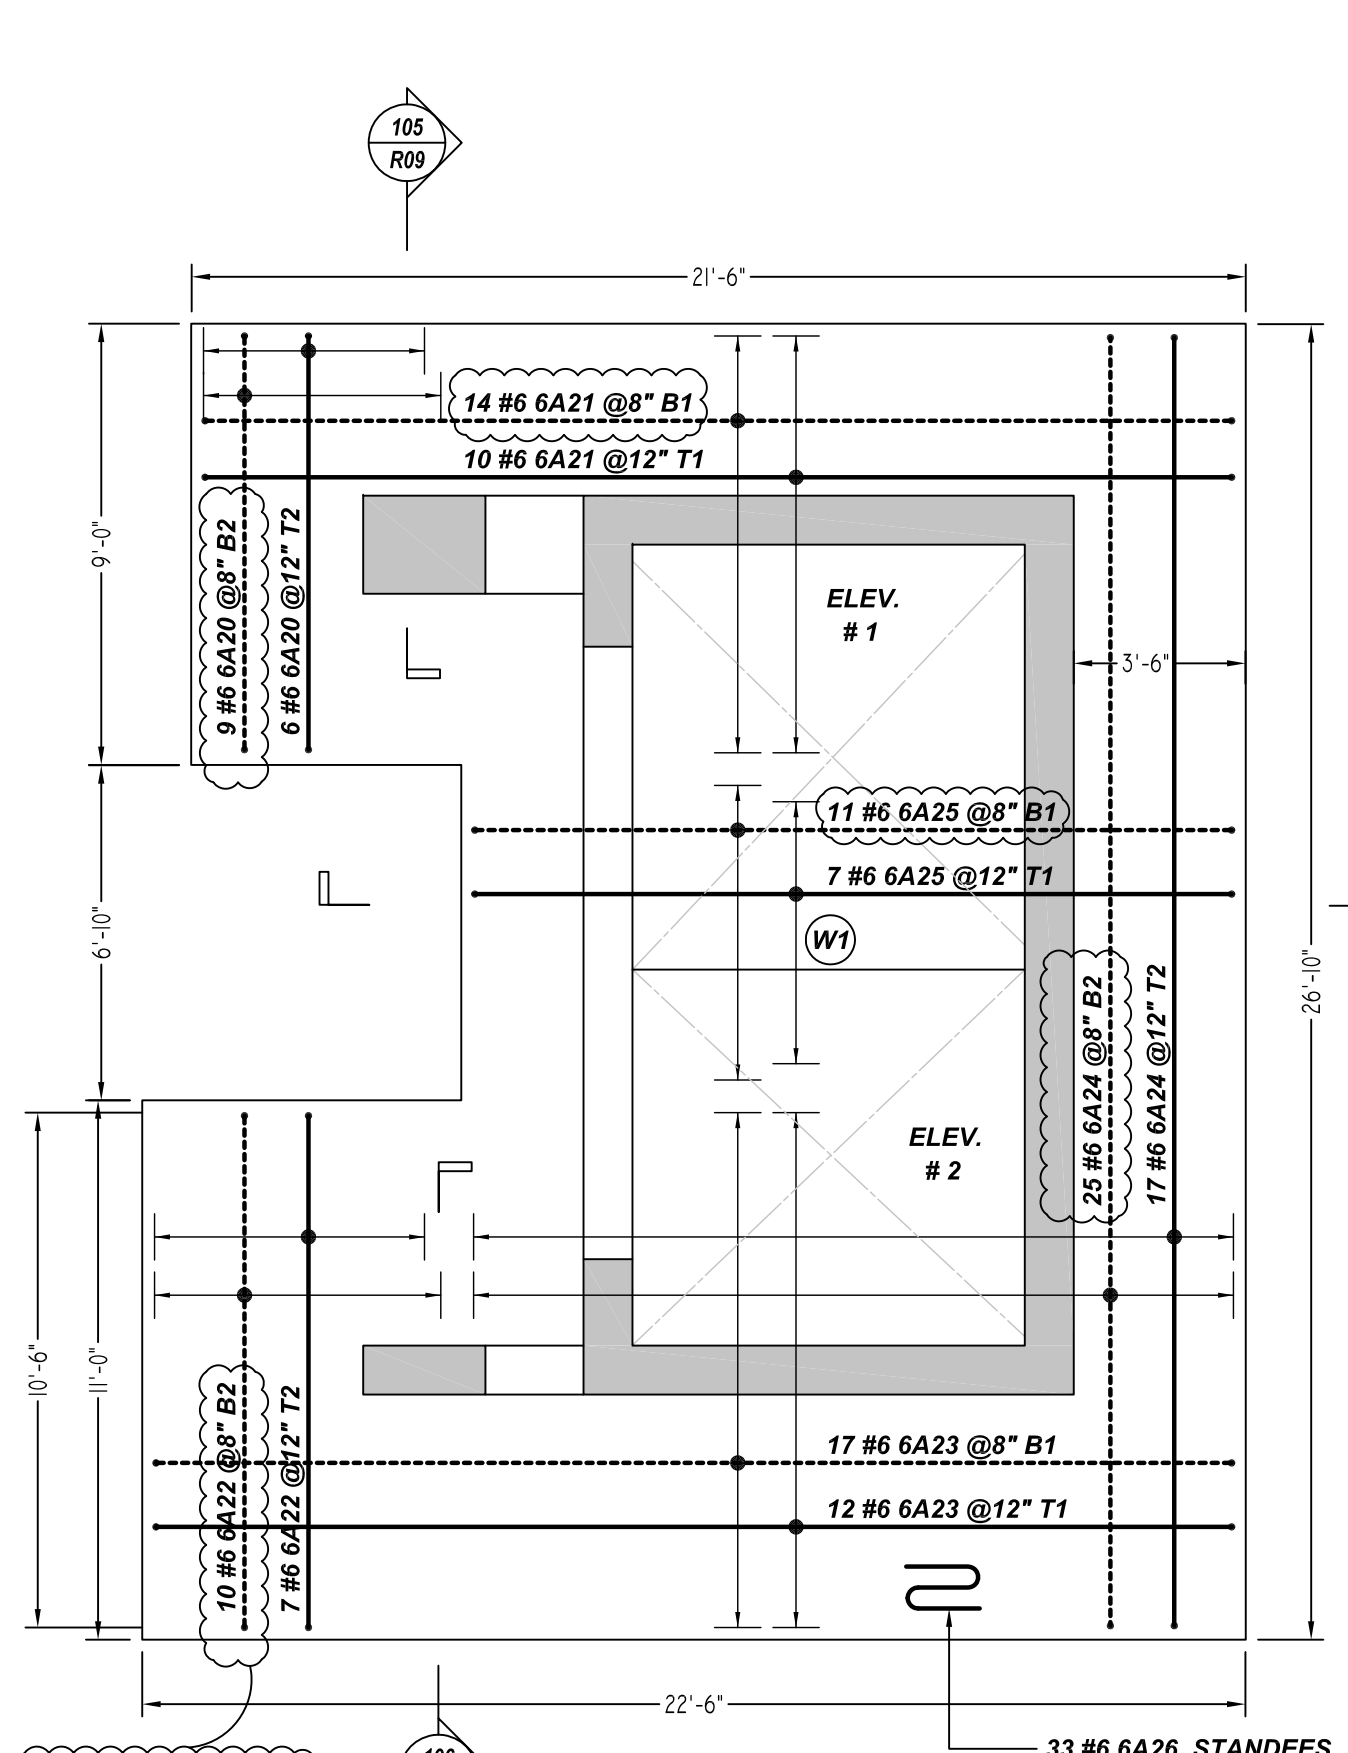 105
R09
21'-6"
14 #6 6A21 @8" B1
10 #6 6A21 @12" T1
9'-0"
9 #6 6A20 @8" B2
6 #6 6A20 @12" T2
ELEV.
# 1
3'-6"
11 #6 6A25 @8" B1
7 #6 6A25 @12" T1
6'-10"
W1
26'-10"
25 #6 6A24 @8" B2
17 #6 6A24 @12" T2
ELEV.
# 2
10'-6"
11'-0"
10 #6 6A22 @8" B2
7 #6 6A22 @12" T2
17 #6 6A23 @8" B1
12 #6 6A23 @12" T1
22'-6"
33 #6 6A26 STANDEES